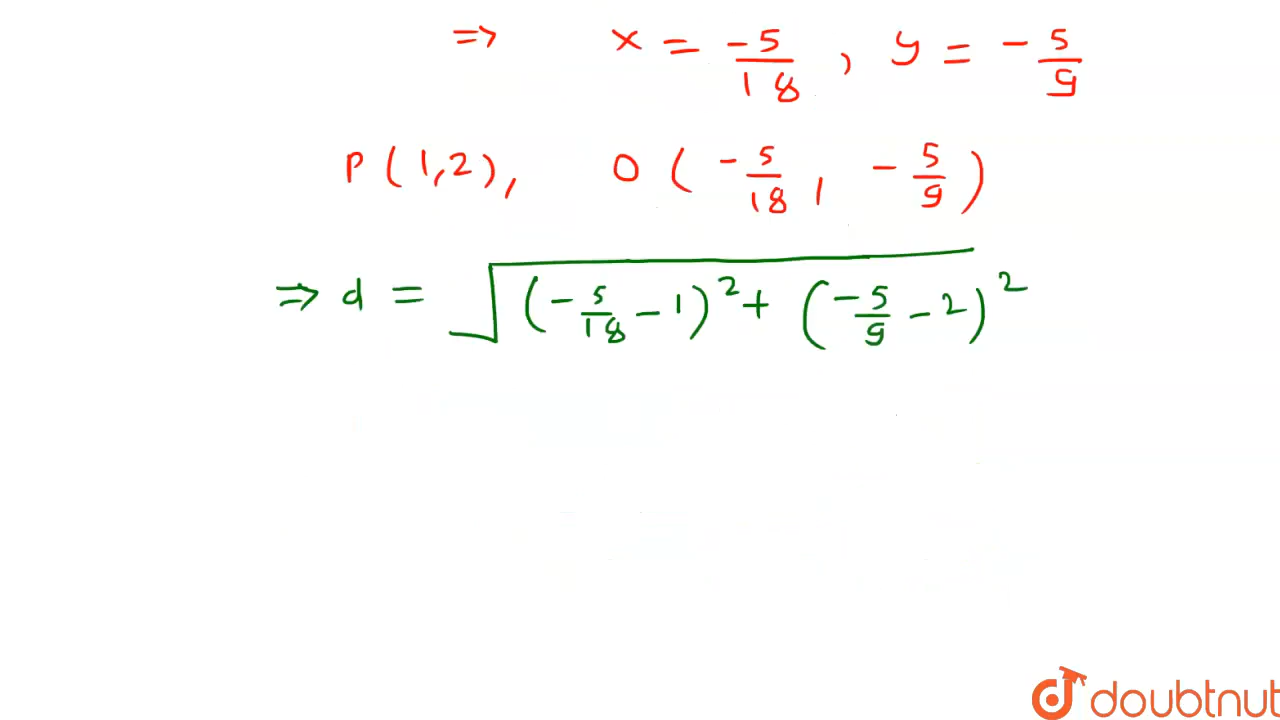 ⇒ x = -5/18 , y = -5/9
P(1,2), O(-5/18, -5/9)
⇒ d = √((-5/18 - 1)² + (-5/9 - 2)²)
doubtnut